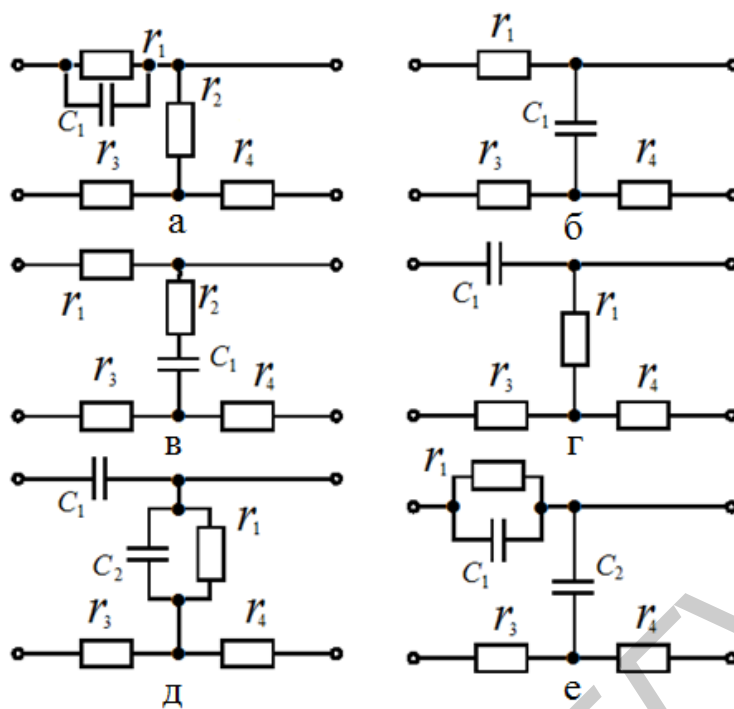 r₁ r₁
C₁ r₂ C₁
r₃ r₄ r₃ r₄
а б
r₁ r₂ C₁ r₁
C₁
r₃ r₄ r₃ r₄
в г
C₁ r₁ r₁
C₂ C₁ C₂
r₃ r₄ r₃ r₄
д е